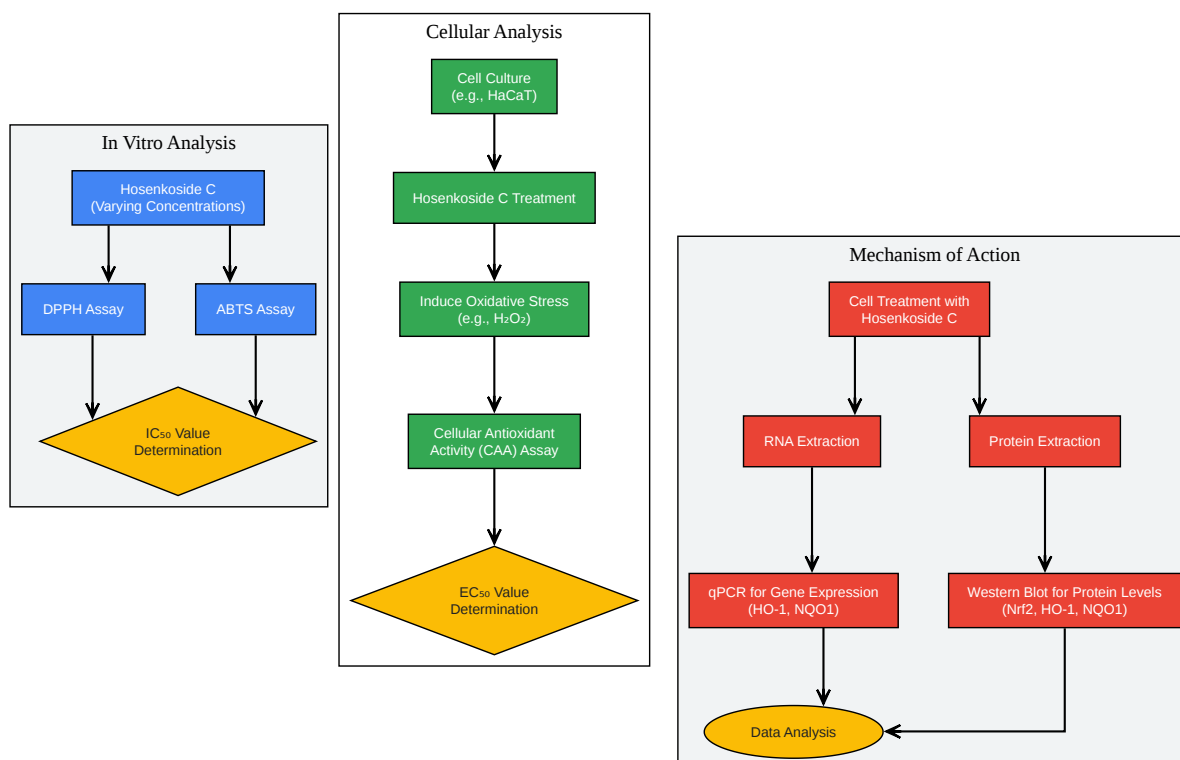 In Vitro Analysis
Hosenkoside C
(Varying Concentrations)
DPPH Assay
ABTS Assay
IC₅₀ Value
Determination
Cellular Analysis
Cell Culture
(e.g., HaCaT)
Hosenkoside C Treatment
Induce Oxidative Stress
(e.g., H₂O₂)
Cellular Antioxidant
Activity (CAA) Assay
EC₅₀ Value
Determination
Mechanism of Action
Cell Treatment with
Hosenkoside C
RNA Extraction
Protein Extraction
qPCR for Gene Expression
(HO-1, NQO1)
Western Blot for Protein Levels
(Nrf2, HO-1, NQO1)
Data Analysis